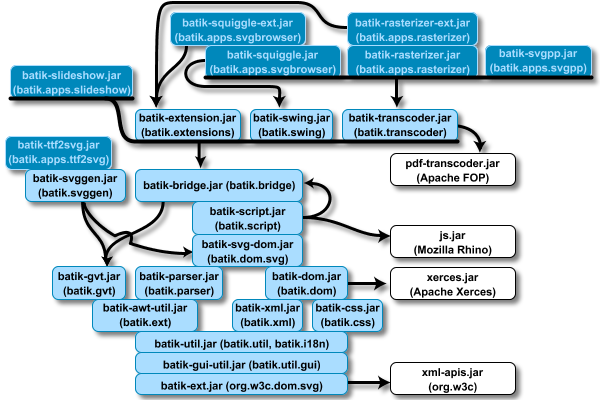 batik-squiggle-ext.jar
(batik.apps.svgbrowser)
batik-rasterizer-ext.jar
(batik.apps.rasterizer)
batik-squiggle.jar
(batik.apps.svgbrowser)
batik-rasterizer.jar
(batik.apps.rasterizer)
batik-svgpp.jar
(batik.apps.svgpp)
batik-slideshow.jar
(batik.apps.slideshow)
batik-extension.jar
(batik.extensions)
batik-swing.jar
(batik.swing)
batik-transcoder.jar
(batik.transcoder)
batik-ttf2svg.jar
(batik.apps.ttf2svg)
pdf-transcoder.jar
(Apache FOP)
batik-svggen.jar
(batik.svggen)
batik-bridge.jar (batik.bridge)
batik-script.jar
(batik.script)
js.jar
(Mozilla Rhino)
batik-svg-dom.jar
(batik.dom.svg)
batik-gvt.jar
(batik.gvt)
batik-parser.jar
(batik.parser)
batik-dom.jar
(batik.dom)
xerces.jar
(Apache Xerces)
batik-awt-util.jar
(batik.ext)
batik-xml.jar
(batik.xml)
batik-css.jar
(batik.css)
batik-util.jar (batik.util, batik.i18n)
batik-gui-util.jar (batik.util.gui)
batik-ext.jar (org.w3c.dom.svg)
xml-apis.jar
(org.w3c)